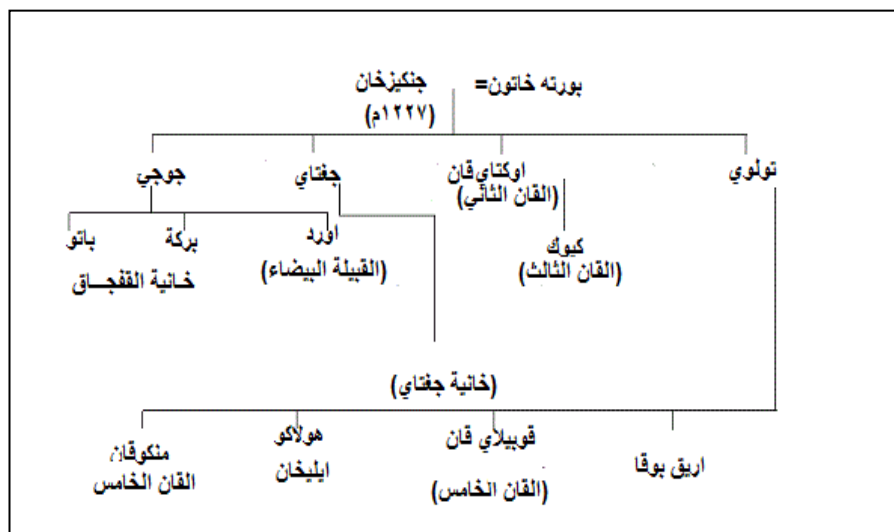 بورته خاتون=
جنكيزخان
(١٢٢٧م)
تولوي
اوكتاي قان
(القان الثاني)
جغتاي
جوجي
كيوك
(القان الثالث)
اورد
(القبيلة البيضاء)
بركة
باتو
خانية القفجاق
(خانية جغتاي)
اريق بوقا
قوبيلاي قان
(القان الخامس)
هولاكو
ايليخان
منكوقان
القان الخامس